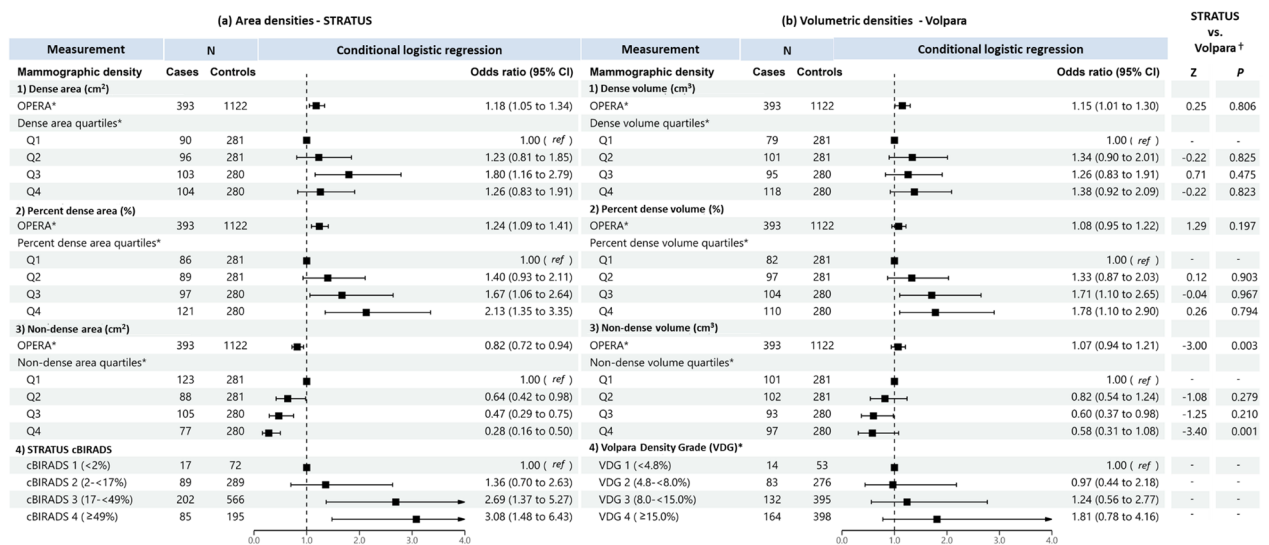 (a) Area densities - STRATUS (b) Volumetric densities - Volpara STRATUS vs. Volpara †
Measurement N Conditional logistic regression Measurement N Conditional logistic regression
Mammographic density Cases Controls Odds ratio (95% CI) Mammographic density Cases Controls Odds ratio (95% CI) Z P
1) Dense area (cm²) 1) Dense volume (cm³)
OPERA* 393 1122 1.18 (1.05 to 1.34) OPERA* 393 1122 1.15 (1.01 to 1.30) 0.25 0.806
Dense area quartiles* Dense volume quartiles*
Q1 90 281 1.00 ( ref ) Q1 79 281 1.00 ( ref ) - -
Q2 96 281 1.23 (0.81 to 1.85) Q2 101 281 1.34 (0.90 to 2.01) -0.22 0.825
Q3 103 280 1.80 (1.16 to 2.79) Q3 95 280 1.26 (0.83 to 1.91) 0.71 0.475
Q4 104 280 1.26 (0.83 to 1.91) Q4 118 280 1.38 (0.92 to 2.09) -0.22 0.823
2) Percent dense area (%) 2) Percent dense volume (%)
OPERA* 393 1122 1.24 (1.09 to 1.41) OPERA* 393 1122 1.08 (0.95 to 1.22) 1.29 0.197
Percent dense area quartiles* Percent dense volume quartiles*
Q1 86 281 1.00 ( ref ) Q1 82 281 1.00 ( ref ) - -
Q2 89 281 1.40 (0.93 to 2.11) Q2 97 281 1.33 (0.87 to 2.03) 0.12 0.903
Q3 97 280 1.67 (1.06 to 2.64) Q3 104 280 1.71 (1.10 to 2.65) -0.04 0.967
Q4 121 280 2.13 (1.35 to 3.35) Q4 110 280 1.78 (1.10 to 2.90) 0.26 0.794
3) Non-dense area (cm²) 3) Non-dense volume (cm³)
OPERA* 393 1122 0.82 (0.72 to 0.94) OPERA* 393 1122 1.07 (0.94 to 1.21) -3.00 0.003
Non-dense area quartiles* Non-dense volume quartiles*
Q1 123 281 1.00 ( ref ) Q1 101 281 1.00 ( ref ) - -
Q2 88 281 0.64 (0.42 to 0.98) Q2 102 281 0.82 (0.54 to 1.24) -1.08 0.279
Q3 105 280 0.47 (0.29 to 0.75) Q3 93 280 0.60 (0.37 to 0.98) -1.25 0.210
Q4 77 280 0.28 (0.16 to 0.50) Q4 97 280 0.58 (0.31 to 1.08) -3.40 0.001
4) STRATUS cBIRADS 4) Volpara Density Grade (VDG)*
cBIRADS 1 (<2%) 17 72 1.00 ( ref ) VDG 1 (<4.8%) 14 53 1.00 ( ref ) - -
cBIRADS 2 (2-<17%) 89 289 1.36 (0.70 to 2.63) VDG 2 (4.8-<8.0%) 83 276 0.97 (0.44 to 2.18) - -
cBIRADS 3 (17-<49%) 202 566 2.69 (1.37 to 5.27) VDG 3 (8.0-<15.0%) 132 395 1.24 (0.56 to 2.77) - -
cBIRADS 4 (≥49%) 85 195 3.08 (1.48 to 6.43) VDG 4 (≥15.0%) 164 398 1.81 (0.78 to 4.16) - -
0.0 1.0 2.0 3.0 4.0 0.0 1.0 2.0 3.0 4.0